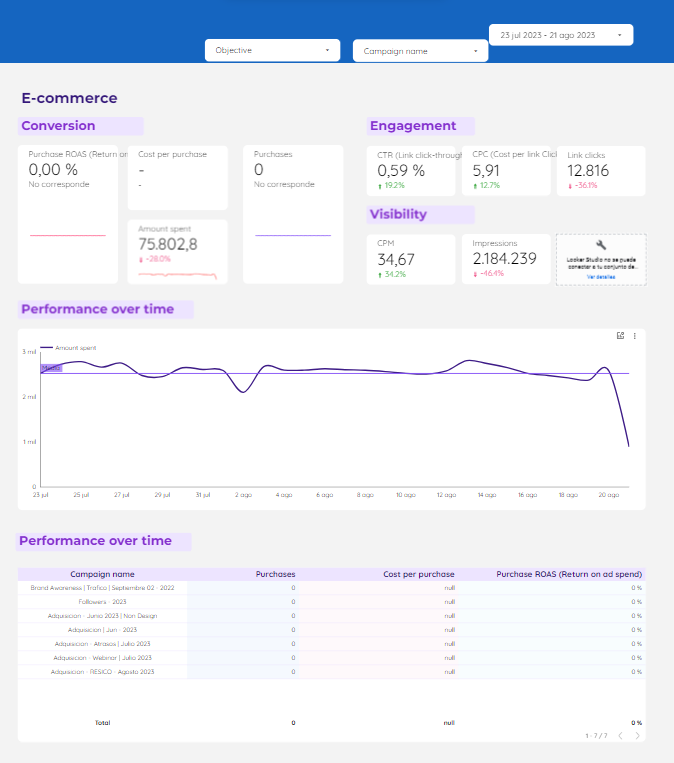 Objective
Campaign name
23 jul 2023 - 21 ago 2023
E-commerce
Conversion
Engagement
Purchase ROAS (Return on
0,00 %
No corresponde
Cost per purchase
-
-
Purchases
0
No corresponde
CTR (Link click-through
0,59 %
19.2%
CPC (Cost per Link Clic
5,91
12.7%
Link clicks
12.816
-36.1%
Amount spent
75.802,8
-28.0%
Visibility
CPM
34,67
34.2%
Impressions
2.184.239
-46.4%
Looker Studio no se puede
conectar a tu conjunto de...
Ver detalles
Performance over time
Amount spent
3 mil
2 mil
1 mil
0
23 jul 25 jul 27 jul 29 jul 31 jul 2 ago 4 ago 6 ago 8 ago 10 ago 12 ago 14 ago 16 ago 18 ago 20 ago
Performance over time
Campaign name Purchases Cost per purchase Purchase ROAS (Return on ad spend)
Brand Awareness | Trafico | Septiembre 02 - 2022 0 null 0 %
Followers - 2023 0 null 0 %
Adquisicion - Junio 2023 | Non Design 0 null 0 %
Adquisicion | Jun - 2023 0 null 0 %
Adquisicion - Atrasos | Julio 2023 0 null 0 %
Adquisicion - Webinar | Julio 2023 0 null 0 %
Adquisicion - RESICO - Agosto 2023 0 null 0 %
Total 0 null 0 %
1 - 7 / 7